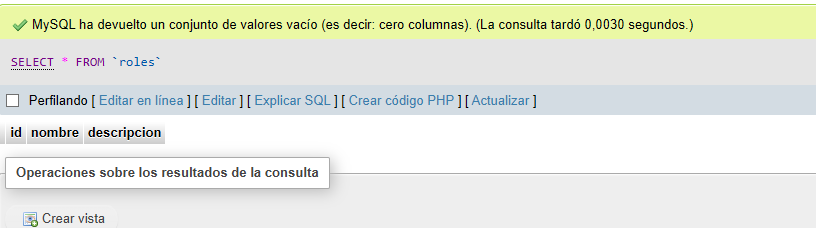 MySQL ha devuelto un conjunto de valores vacío (es decir: cero columnas). (La consulta tardó 0,0030 segundos.)
SELECT * FROM `roles`
Perfilando [ Editar en línea ] [ Editar ] [ Explicar SQL ] [ Crear código PHP ] [ Actualizar ]
id nombre descripcion
Operaciones sobre los resultados de la consulta
Crear vista